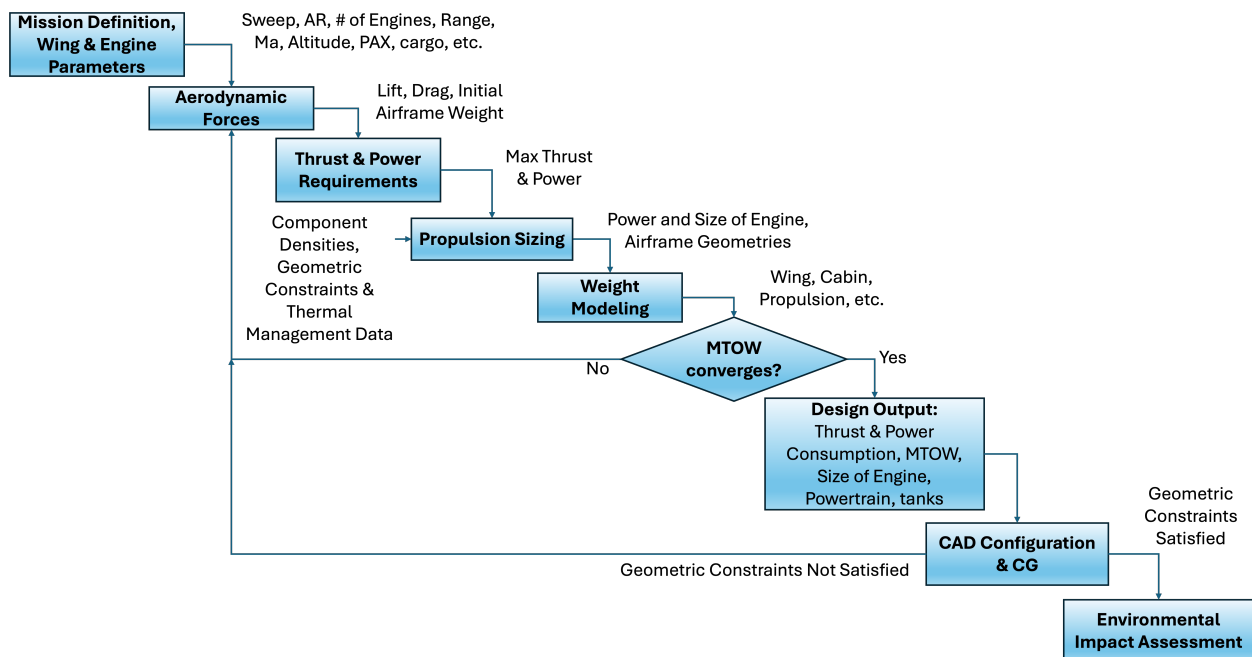 Mission Definition,
Wing & Engine
Parameters
Sweep, AR, # of Engines, Range,
Ma, Altitude, PAX, cargo, etc.
Aerodynamic
Forces
Lift, Drag, Initial
Airframe Weight
Thrust & Power
Requirements
Max Thrust
& Power
Component
Densities,
Geometric
Constraints &
Thermal
Management Data
Propulsion Sizing
Power and Size of Engine,
Airframe Geometries
Weight
Modeling
Wing, Cabin,
Propulsion, etc.
MTOW
converges?
No
Yes
Design Output:
Thrust & Power
Consumption, MTOW,
Size of Engine,
Powertrain, tanks
CAD Configuration
& CG
Geometric Constraints Not Satisfied
Geometric
Constraints
Satisfied
Environmental
Impact Assessment